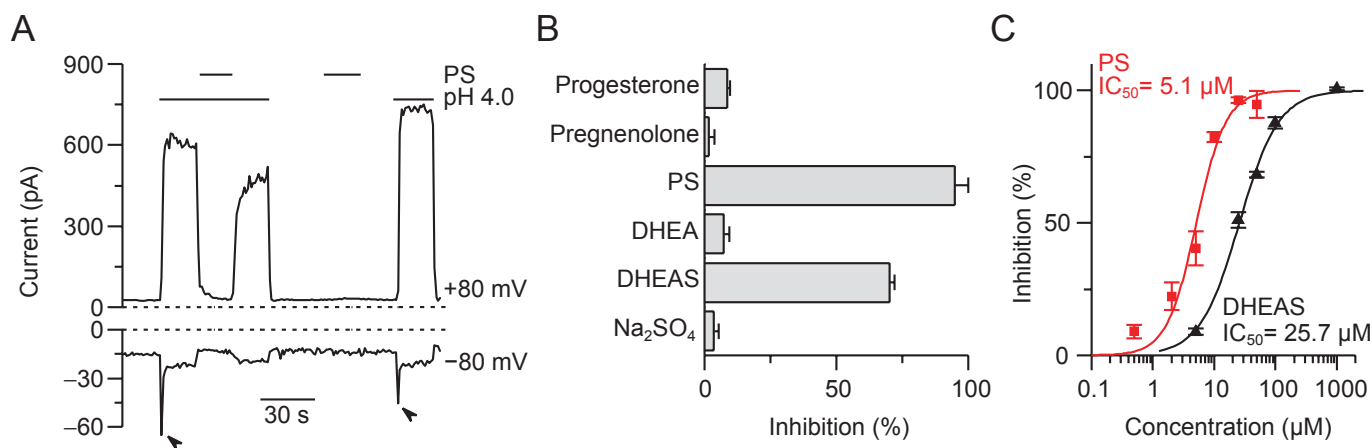 A
900
600
300
0
0
−30
−60
Current (pA)
PS
pH 4.0
+80 mV
−80 mV
30 s
B
Progesterone
Pregnenolone
PS
DHEA
DHEAS
Na₂SO₄
0
50
100
Inhibition (%)
C
PS
IC₅₀= 5.1 µM
100
50
0
Inhibition (%)
DHEAS
IC₅₀= 25.7 µM
0.1
1
10
100
1000
Concentration (µM)